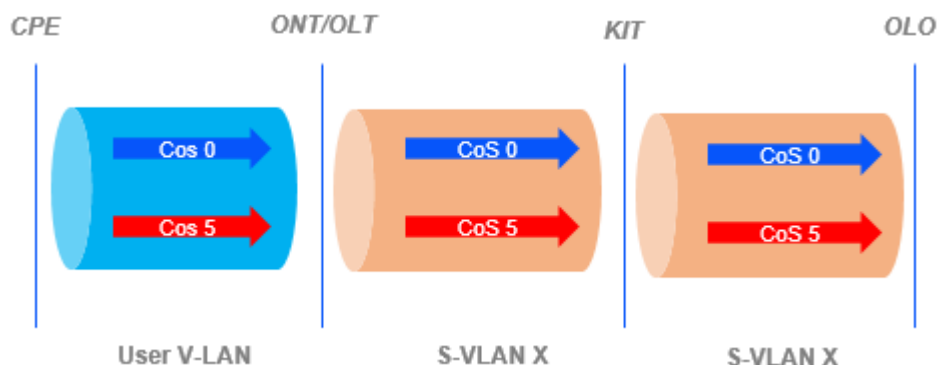 CPE
ONT/OLT
KIT
OLO
Cos 0
CoS 0
CoS 0
Cos 5
CoS 5
CoS 5
User V-LAN
S-VLAN X
S-VLAN X